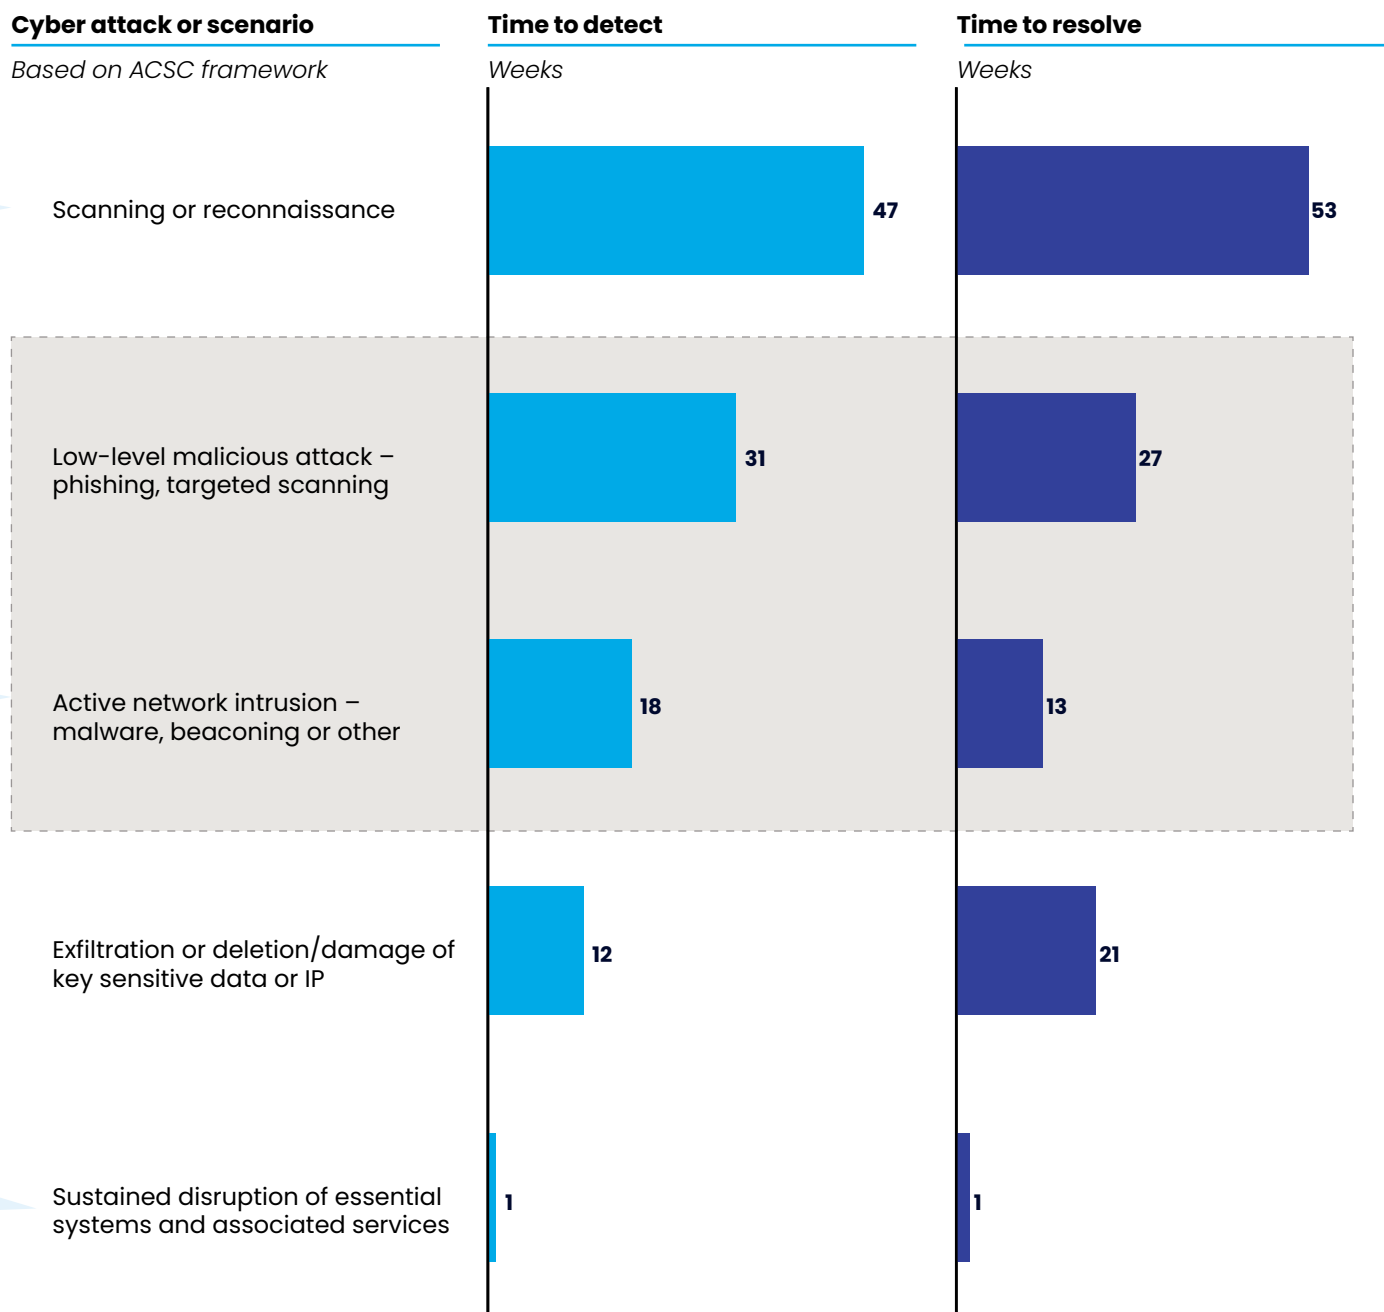 Cyber attack or scenario
Time to detect
Time to resolve
Based on ACSC framework
Weeks
Weeks
Scanning or reconnaissance
47
53
Low-level malicious attack –
phishing, targeted scanning
31
27
Active network intrusion –
malware, beaconing or other
18
13
Exfiltration or deletion/damage of
key sensitive data or IP
12
21
Sustained disruption of essential
systems and associated services
1
1